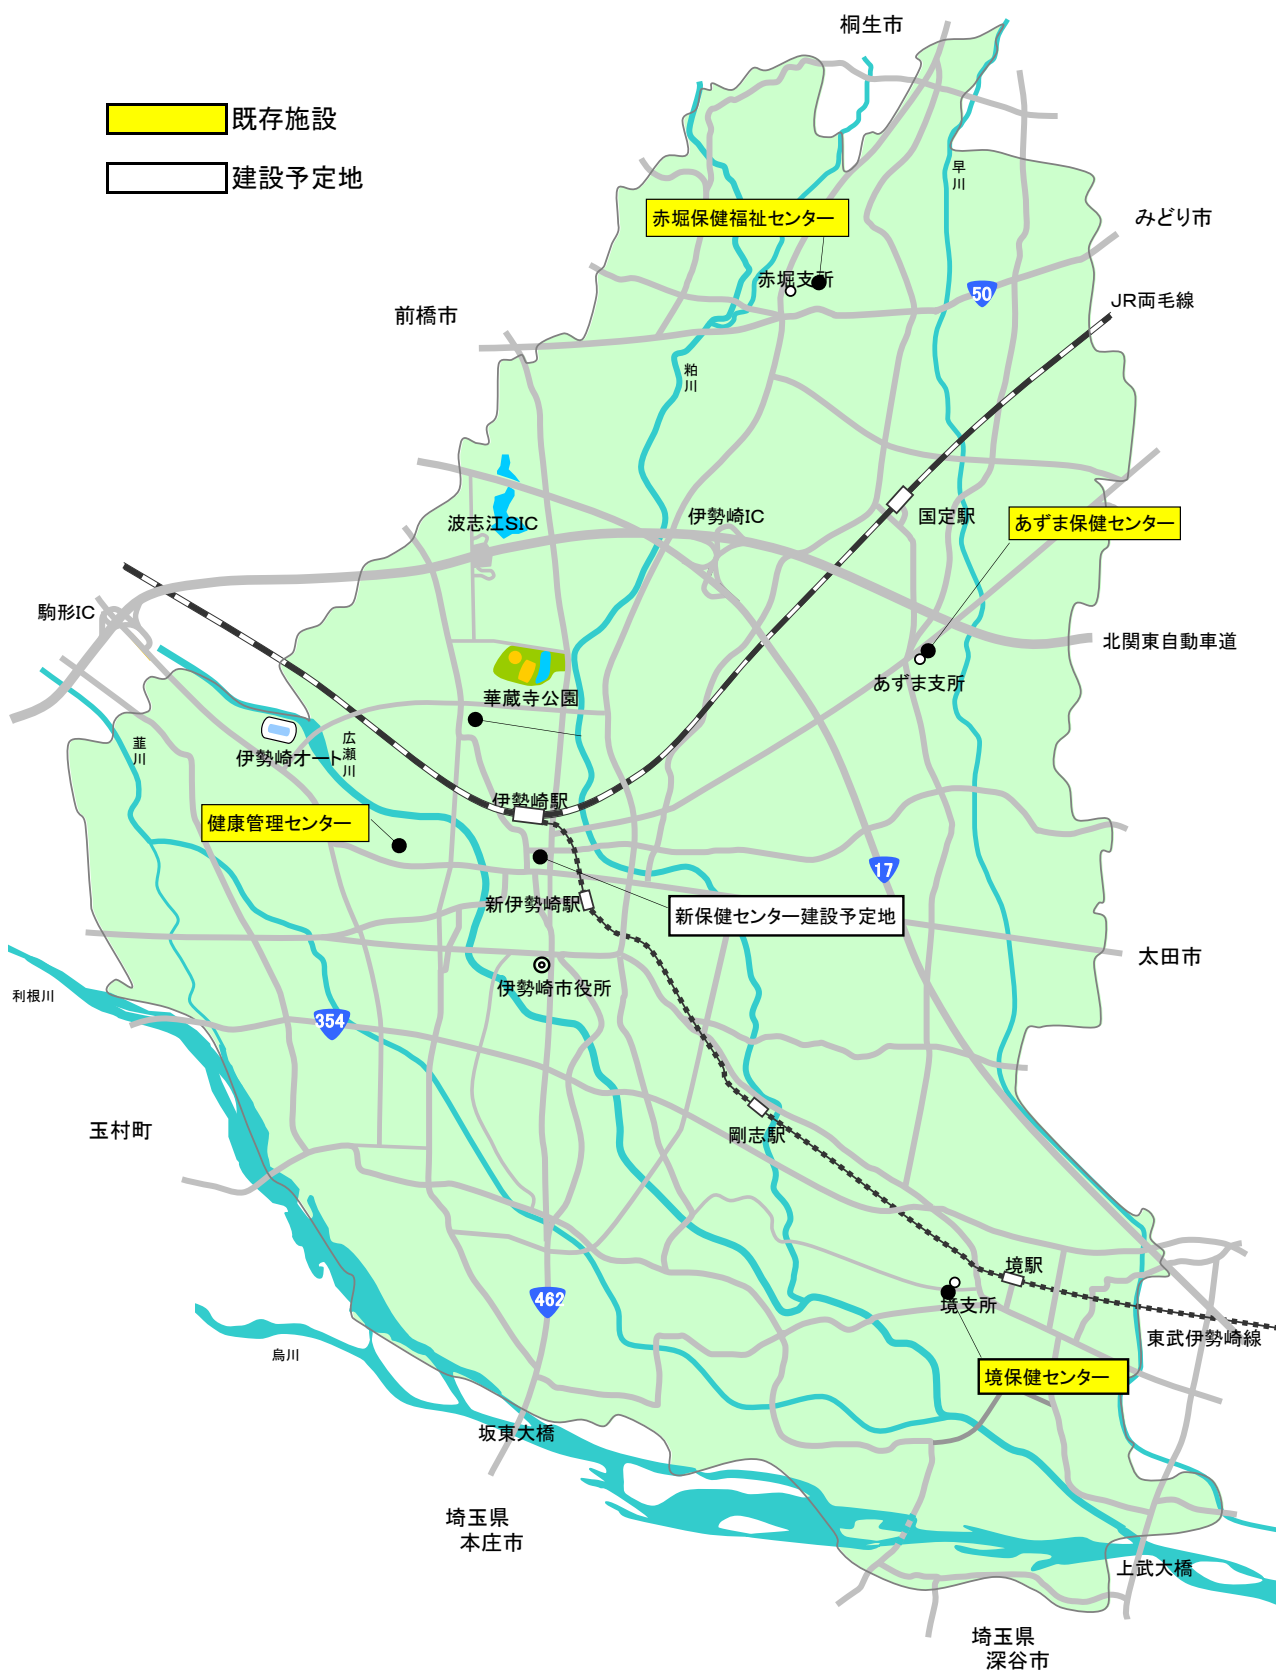 桐生市
既存施設
建設予定地
早川
赤堀保健福祉センター
みどり市
赤堀支所
50
JR両毛線
前橋市
粕川
波志江SIC
伊勢崎IC
国定駅
あずま保健センター
駒形IC
北関東自動車道
あずま支所
華蔵寺公園
韮川
伊勢崎オート
広瀬川
伊勢崎駅
健康管理センター
17
新伊勢崎駅
新保健センター建設予定地
太田市
伊勢崎市役所
利根川
354
玉村町
剛志駅
境駅
462
境支所
東武伊勢崎線
烏川
境保健センター
坂東大橋
埼玉県
本庄市
上武大橋
埼玉県
深谷市